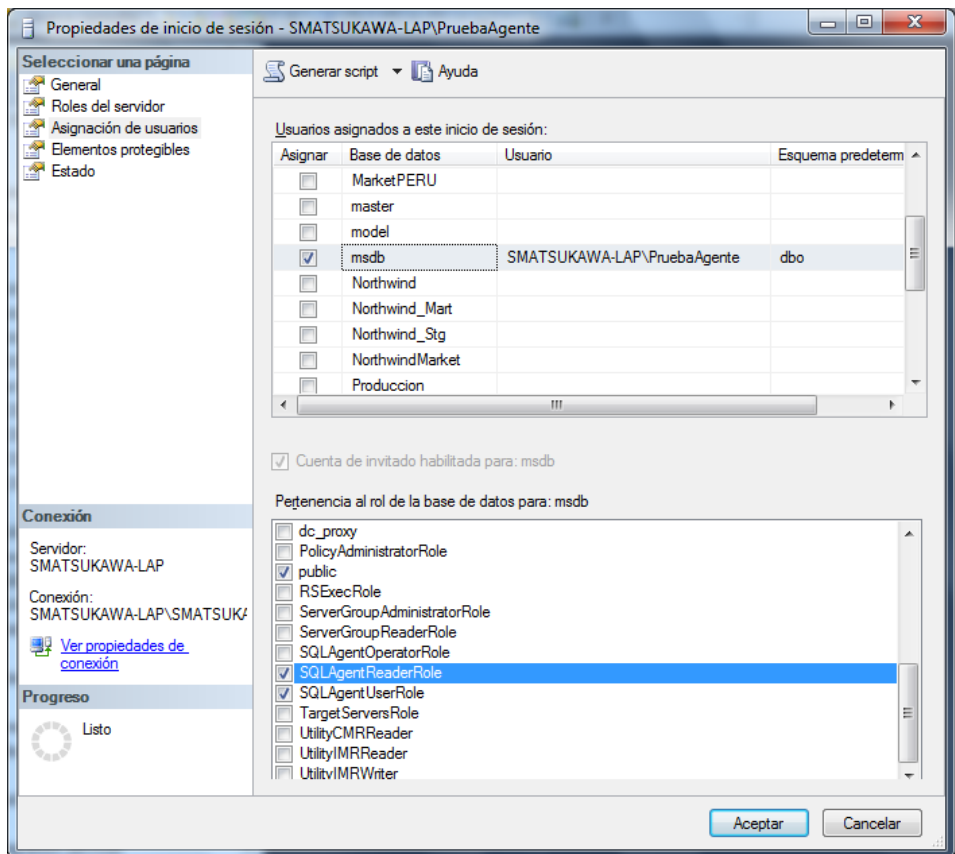 Propiedades de inicio de sesión - SMATSUKAWA-LAP\PruebaAgente
Seleccionar una página
General
Roles del servidor
Asignación de usuarios
Elementos protegibles
Estado
Generar script
Ayuda
Usuarios asignados a este inicio de sesión:
Asignar Base de datos Usuario Esquema predeterm
MarketPERU
master
model
msdb SMATSUKAWA-LAP\PruebaAgente dbo
Northwind
Northwind_Mart
Northwind_Stg
NorthwindMarket
Produccion
Cuenta de invitado habilitada para: msdb
Pertenencia al rol de la base de datos para: msdb
dc_proxy
PolicyAdministratorRole
public
RSExecRole
ServerGroupAdministratorRole
ServerGroupReaderRole
SQLAgentOperatorRole
SQLAgentReaderRole
SQLAgentUserRole
TargetServersRole
UtilityCMRReader
UtilityIMRReader
UtilityIMRWriter
Conexión
Servidor:
SMATSUKAWA-LAP
Conexión:
SMATSUKAWA-LAP\SMATSUKA
Ver propiedades de
conexión
Progreso
Listo
Aceptar
Cancelar